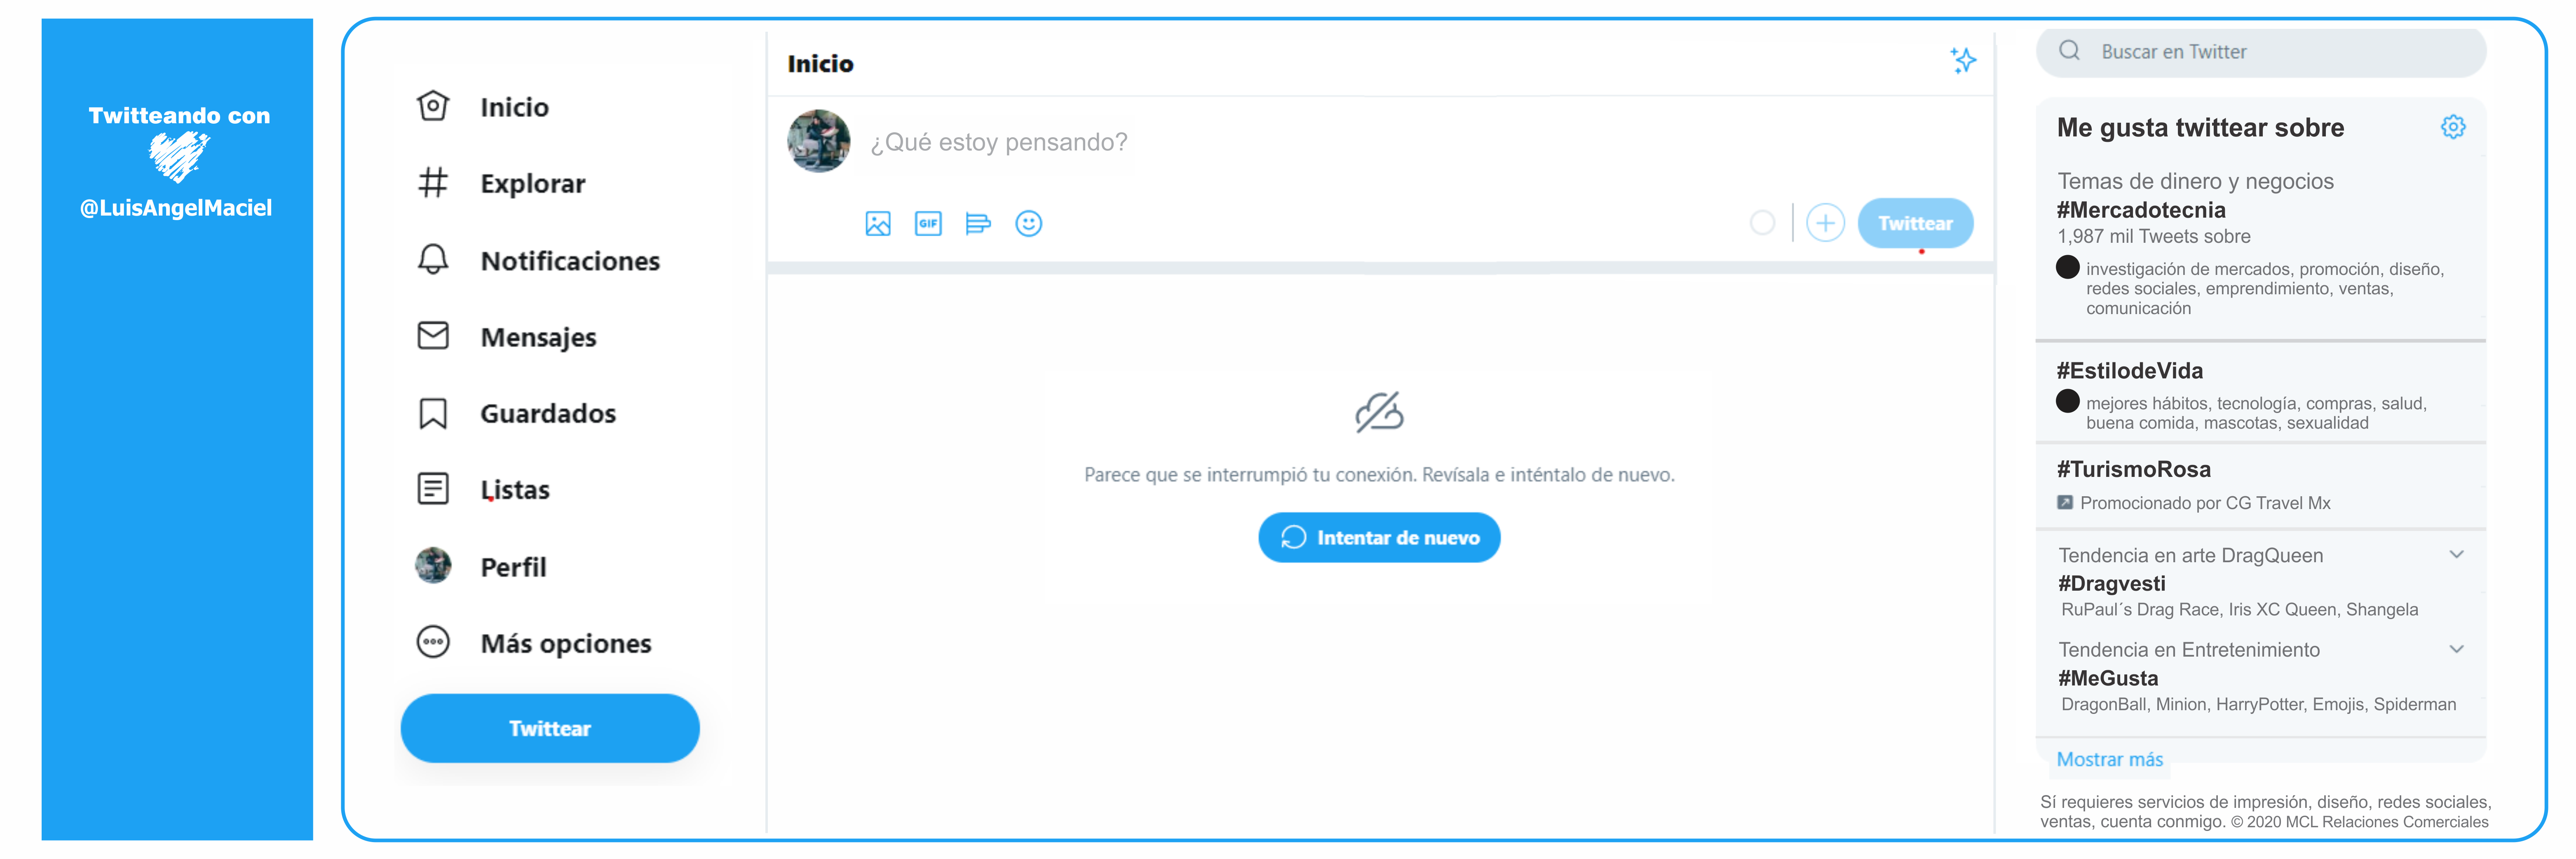 Twitteando con
@LuisAngelMaciel
Inicio
Explorar
Notificaciones
Mensajes
Guardados
Listas
Perfil
Más opciones
Twittear
Inicio
¿Qué estoy pensando?
GIF
Twittear
Parece que se interrumpió tu conexión. Revísala e inténtalo de nuevo.
Intentar de nuevo
Buscar en Twitter
Me gusta twittear sobre
Temas de dinero y negocios
#Mercadotecnia
1,987 mil Tweets sobre
investigación de mercados, promoción, diseño,
redes sociales, emprendimiento, ventas,
comunicación
#EstilodeVida
mejores hábitos, tecnología, compras, salud,
buena comida, mascotas, sexualidad
#TurismoRosa
Promocionado por CG Travel Mx
Tendencia en arte DragQueen
#Dragvesti
RuPaul´s Drag Race, Iris XC Queen, Shangela
Tendencia en Entretenimiento
#MeGusta
DragonBall, Minion, HarryPotter, Emojis, Spiderman
Mostrar más
Sí requieres servicios de impresión, diseño, redes sociales,
ventas, cuenta conmigo. © 2020 MCL Relaciones Comerciales